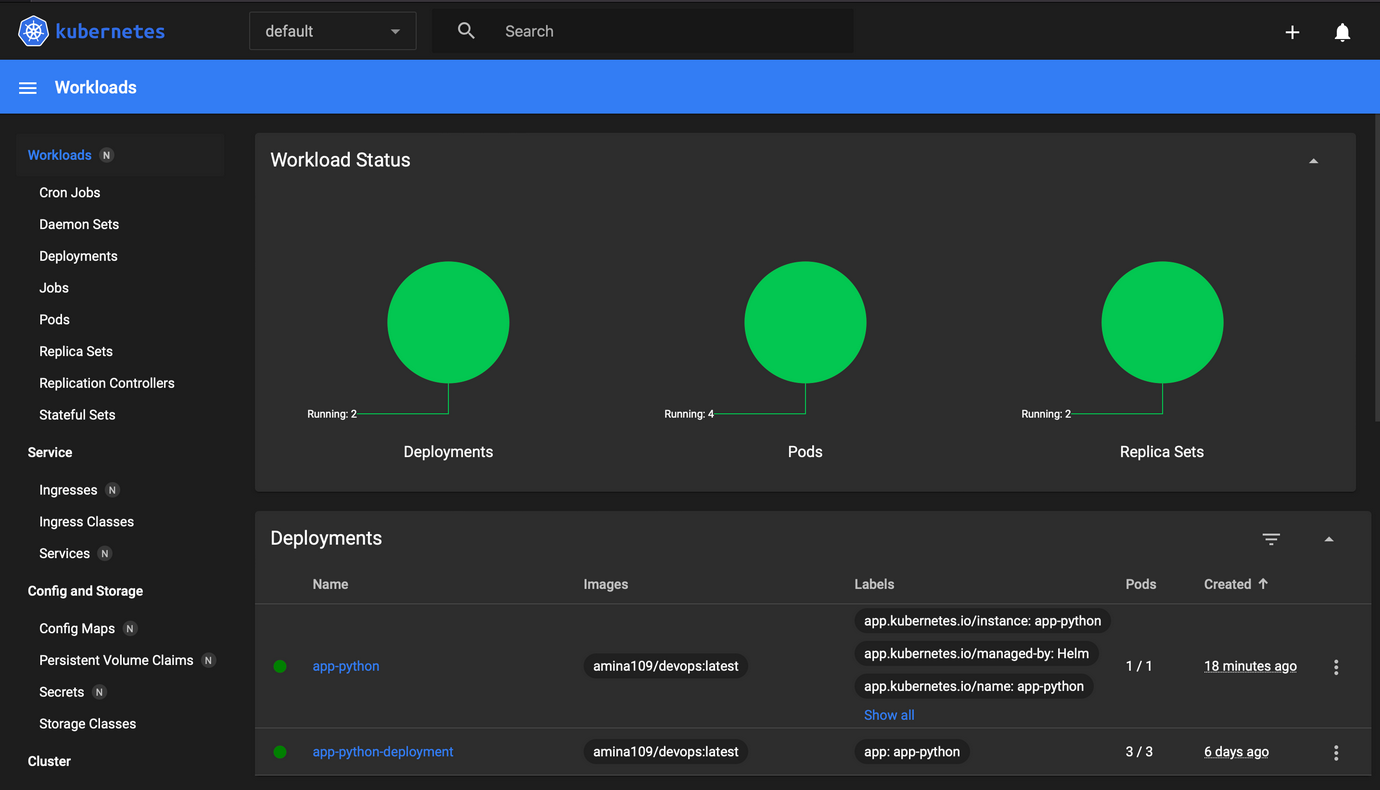 kubernetes
default
Search
Workloads
Workloads N
Cron Jobs
Daemon Sets
Deployments
Jobs
Pods
Replica Sets
Replication Controllers
Stateful Sets
Service
Ingresses N
Ingress Classes
Services N
Config and Storage
Config Maps N
Persistent Volume Claims N
Secrets N
Storage Classes
Cluster
Workload Status
Running: 2
Deployments
Running: 4
Pods
Running: 2
Replica Sets
Deployments
Name Images Labels Pods Created
app-python
amina109/devops:latest
app.kubernetes.io/instance: app-python
app.kubernetes.io/managed-by: Helm
app.kubernetes.io/name: app-python
Show all
1 / 1
18 minutes ago
app-python-deployment
amina109/devops:latest
app: app-python
3 / 3
6 days ago